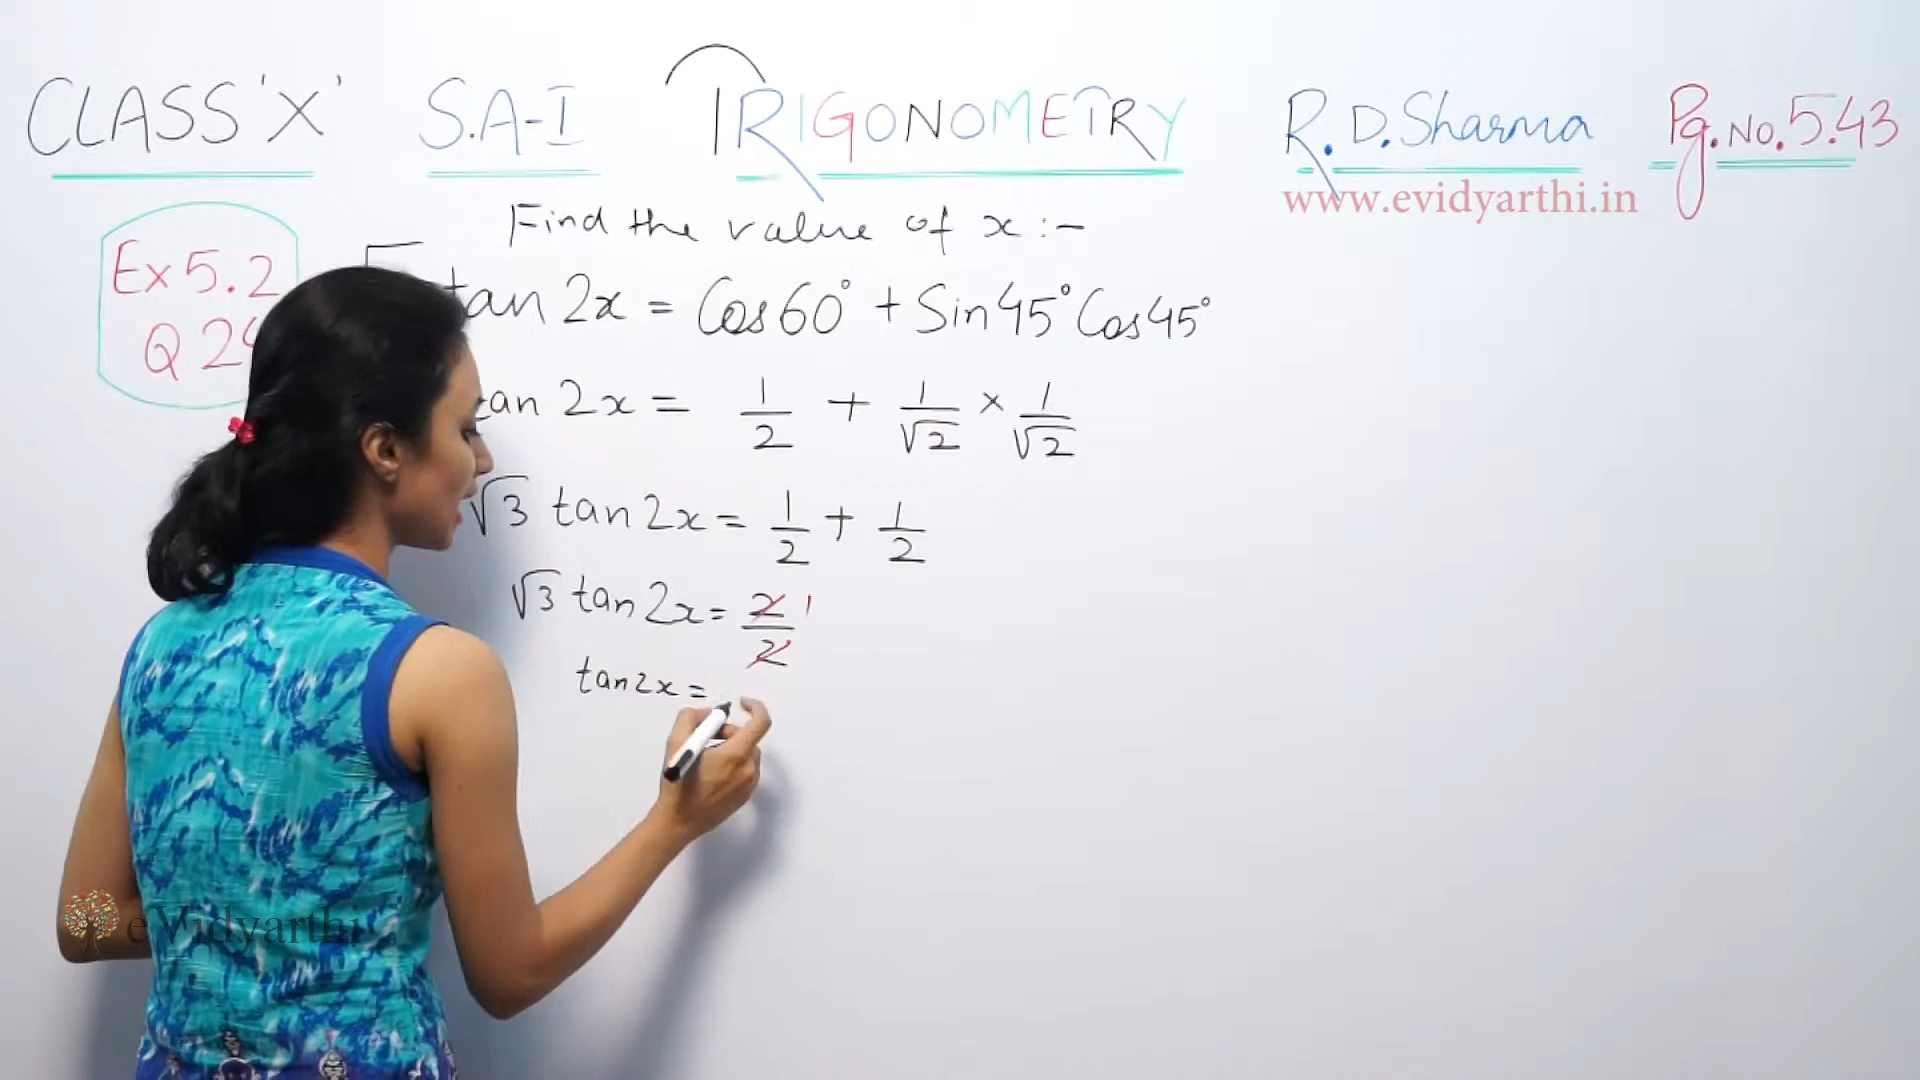 CLASS 'X' S.A-I TRIGONOMETRY R.D.Sharma Pg.No.5.43
www.evidyarthi.in
Find the value of x :-
Ex 5.2
tan 2x = Cos 60° + Sin 45° Cos 45°
Q
tan 2x = 1/2 + 1/√2 × 1/√2
√3 tan 2x = 1/2 + 1/2
√3 tan 2x = 2/2 1
tan 2x =
eVidyarthi